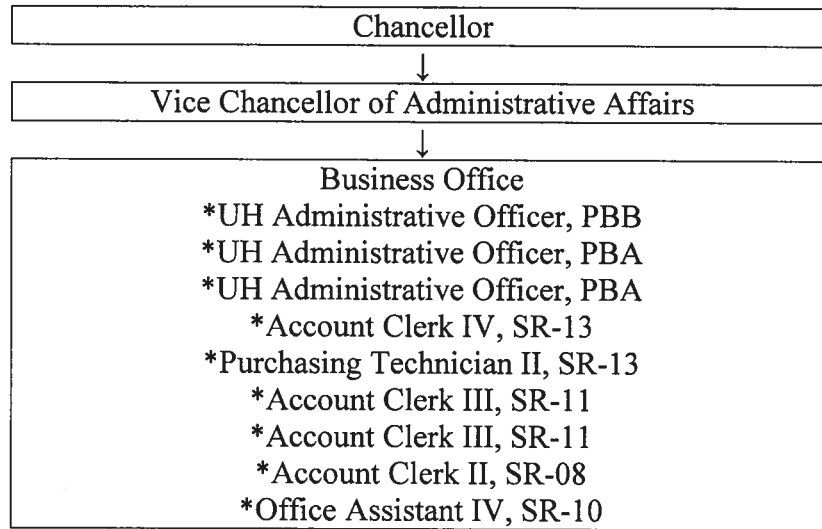 Chancellor
↓
Vice Chancellor of Administrative Affairs
↓
Business Office
*UH Administrative Officer, PBB
*UH Administrative Officer, PBA
*UH Administrative Officer, PBA
*Account Clerk IV, SR-13
*Purchasing Technician II, SR-13
*Account Clerk III, SR-11
*Account Clerk III, SR-11
*Account Clerk II, SR-08
*Office Assistant IV, SR-10